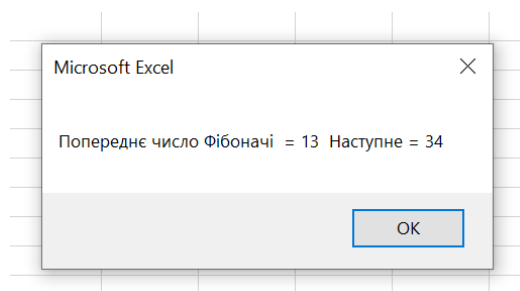 Microsoft Excel
Попереднє число Фібоначі  = 13  Наступне = 34
OK